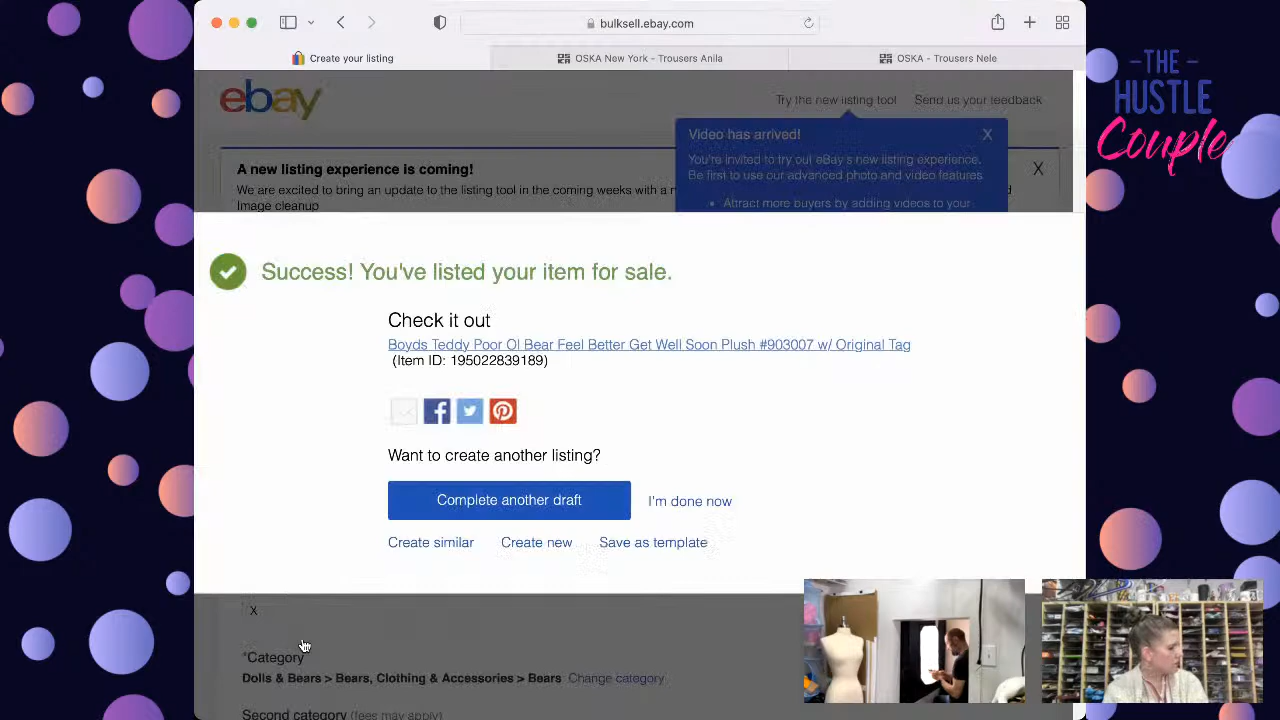 bulksell.ebay.com
Create your listing
OSKA New York - Trousers Anila
OSKA - Trousers Nele
-THE-
HUSTLE
Couple
ebay
Try the new listing tool
Send us your feedback
Video has arrived!
X
A new listing experience is coming!
X
You're invited to try out eBay's new listing experience.
Be first to use our advanced photo and video features
We are excited to bring an update to the listing tool in the coming weeks with a n
Image cleanup
• Attract more buyers by adding videos to your
Success! You've listed your item for sale.
Check it out
Boyds Teddy Poor Ol Bear Feel Better Get Well Soon Plush #903007 w/ Original Tag
(Item ID: 195022839189)
Want to create another listing?
Complete another draft
I'm done now
Create similar
Create new
Save as template
X
*Category
Dolls & Bears > Bears, Clothing & Accessories > Bears
Change category
Second category (fees may apply)